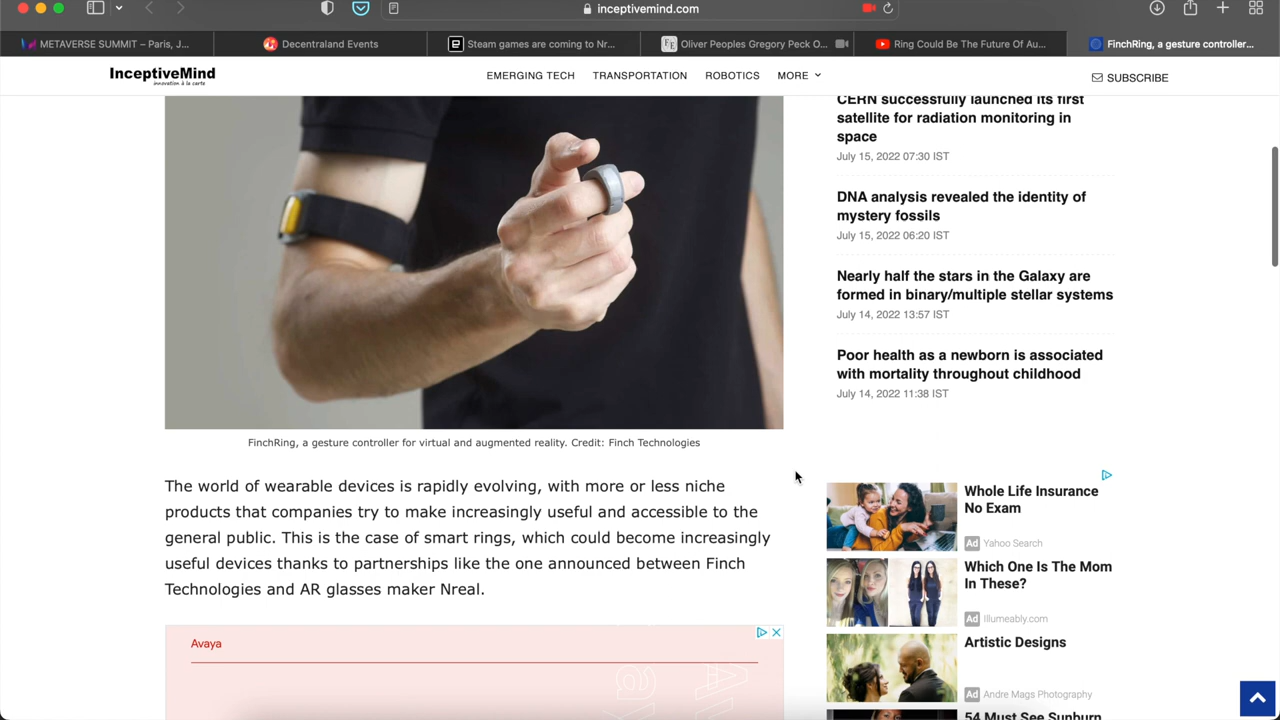 inceptivemind.com
METAVERSE SUMMIT – Paris, J...
Decentraland Events
Steam games are coming to Nr...
Oliver Peoples Gregory Peck O...
Ring Could Be The Future Of Au...
FinchRing, a gesture controller...
InceptiveMind
innovation à la carte
EMERGING TECH
TRANSPORTATION
ROBOTICS
MORE
SUBSCRIBE
FinchRing, a gesture controller for virtual and augmented reality. Credit: Finch Technologies
The world of wearable devices is rapidly evolving, with more or less niche
products that companies try to make increasingly useful and accessible to the
general public. This is the case of smart rings, which could become increasingly
useful devices thanks to partnerships like the one announced between Finch
Technologies and AR glasses maker Nreal.
Avaya
CERN successfully launched its first
satellite for radiation monitoring in
space
July 15, 2022 07:30 IST
DNA analysis revealed the identity of
mystery fossils
July 15, 2022 06:20 IST
Nearly half the stars in the Galaxy are
formed in binary/multiple stellar systems
July 14, 2022 13:57 IST
Poor health as a newborn is associated
with mortality throughout childhood
July 14, 2022 11:38 IST
Whole Life Insurance
No Exam
Ad Yahoo Search
Which One Is The Mom
In These?
Ad Illumeably.com
Artistic Designs
Ad Andre Mags Photography
54 Must See Sunburn